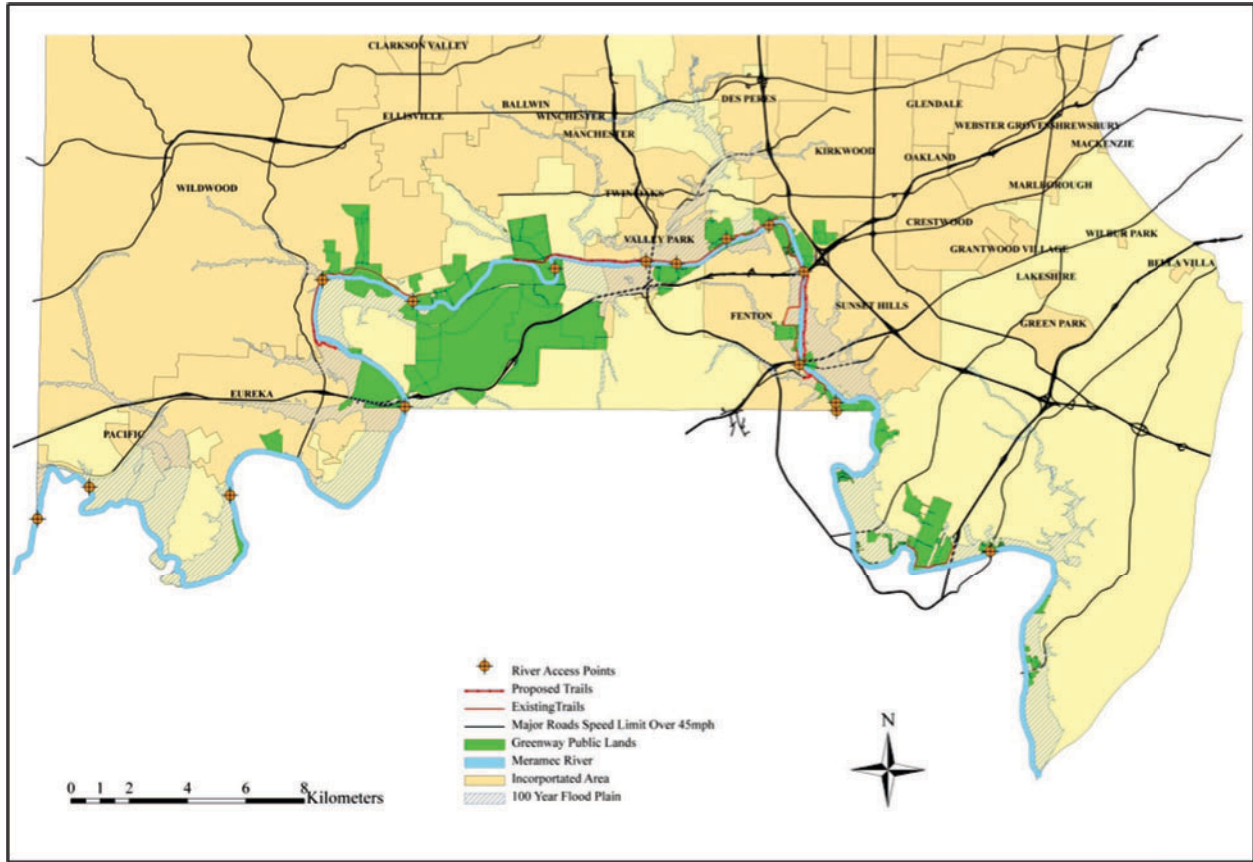 CLARKSON VALLEY
DES PERES
BALLWIN
GLENDALE
ELLISVILLE
WINCHESTER
WEBSTER GROVESHREWSBURY
MANCHESTER
MACKENZIE
KIRKWOOD
OAKLAND
WILDWOOD
MARLBOROUGH
TWIN OAKS
CRESTWOOD
WILBUR PARK
VALLEY PARK
GRANTWOOD VILLAGE
BELLA VILLA
LAKESHIRE
SUNSET HILLS
FENTON
GREEN PARK
EUREKA
PACIFIC
River Access Points
Proposed Trails
ExistingTrails
Major Roads Speed Limit Over 45mph
Greenway Public Lands
Meramec River
Incorportated Area
100 Year Flood Plain
N
0 1 2 4 6 8
Kilometers